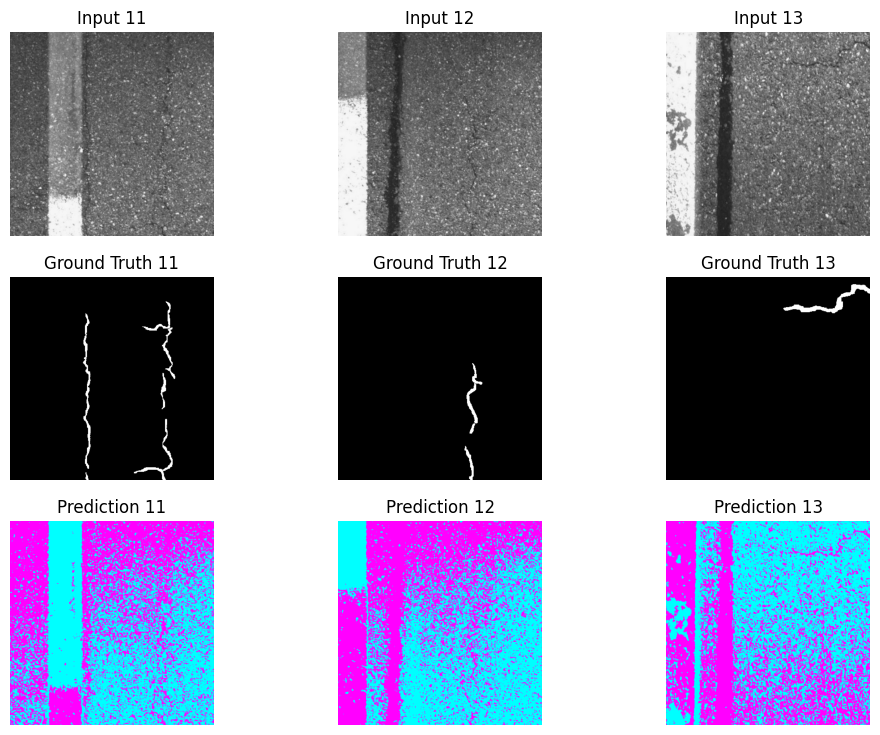 Input 11
Input 12
Input 13
Ground Truth 11
Ground Truth 12
Ground Truth 13
Prediction 11
Prediction 12
Prediction 13